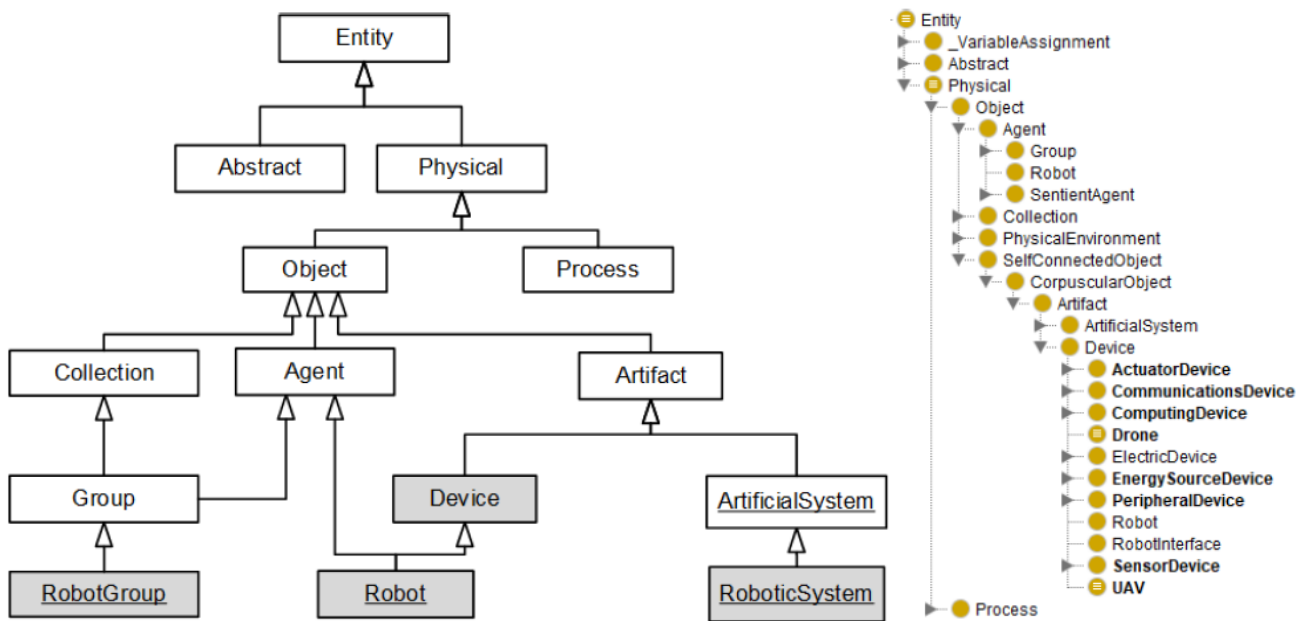 Entity
Abstract
Physical
Object
Process
Collection
Agent
Artifact
Group
Device
ArtificialSystem
RobotGroup
Robot
RoboticSystem
Entity
_VariableAssignment
Abstract
Physical
Object
Agent
Group
Robot
SentientAgent
Collection
PhysicalEnvironment
SelfConnectedObject
CorpuscularObject
Artifact
ArtificialSystem
Device
ActuatorDevice
CommunicationsDevice
ComputingDevice
Drone
ElectricDevice
EnergySourceDevice
PeripheralDevice
Robot
RobotInterface
SensorDevice
UAV
Process